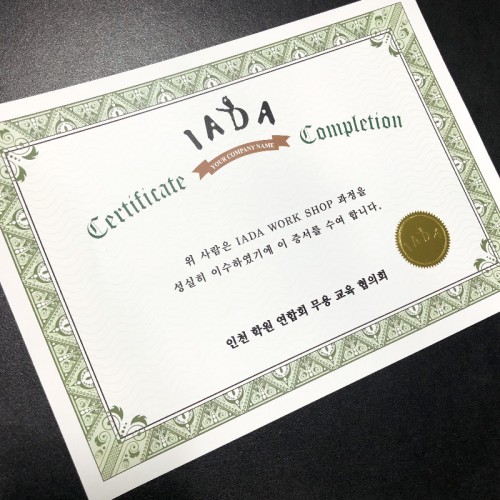 IADA
Certificate Completion
YOUR COMPANY NAME
위 사람은 IADA WORK SHOP 과정을
성실히 이수하였기에 이 증서를 수여 합니다.
IADA
인천 학원 연합회 무용 교육 협의회